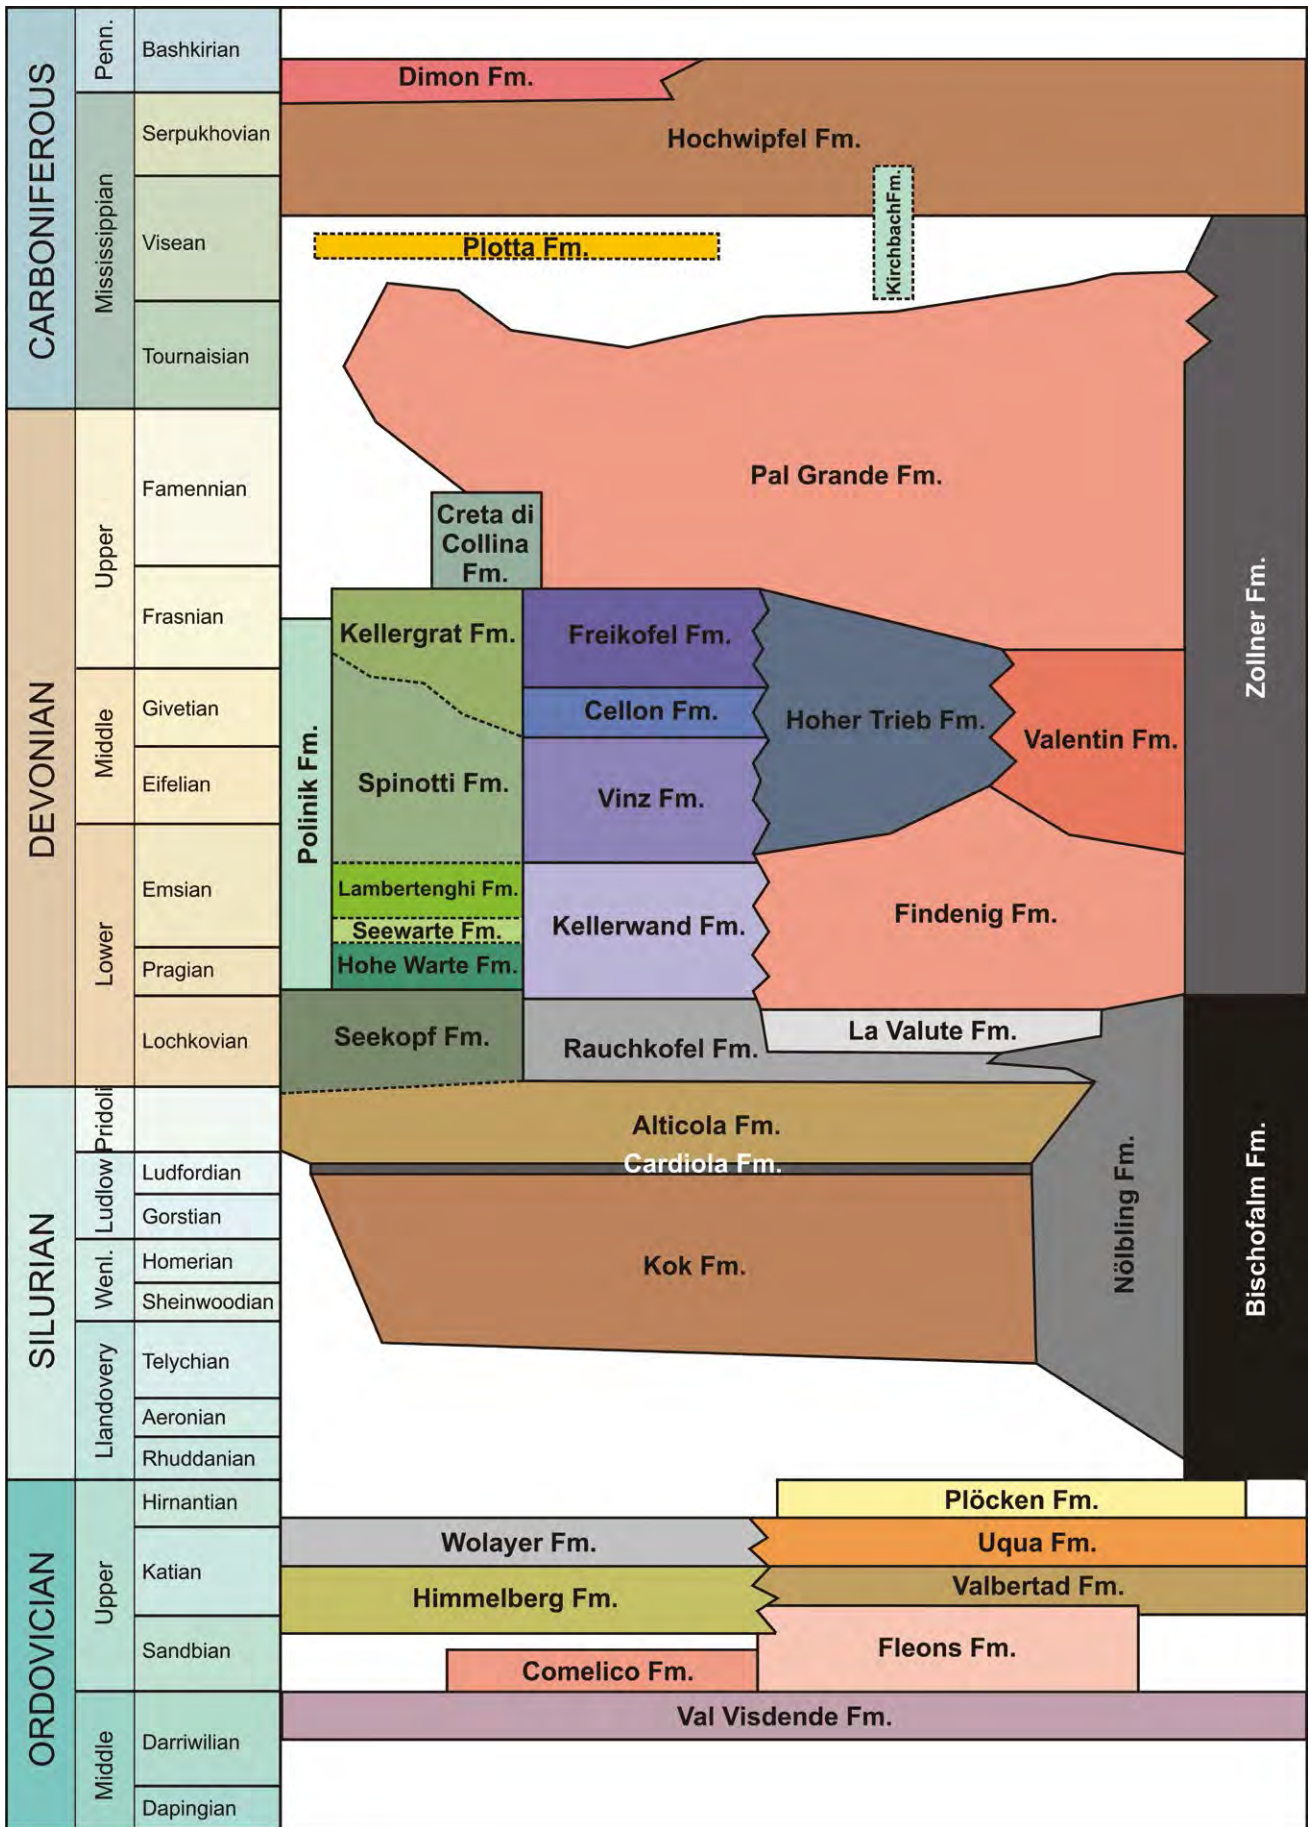 CARBONIFEROUS
DEVONIAN
SILURIAN
ORDOVICIAN
Penn.
Mississippian
Upper
Middle
Lower
Pridoli
Ludlow
Wenl.
Llandovery
Upper
Middle
Bashkirian
Serpukhovian
Visean
Tournaisian
Famennian
Frasnian
Givetian
Eifelian
Emsian
Pragian
Lochkovian
Ludfordian
Gorstian
Homerian
Sheinwoodian
Telychian
Aeronian
Rhuddanian
Hirnantian
Katian
Sandbian
Darriwilian
Dapingian
Dimon Fm.
Hochwipfel Fm.
KirchbachFm.
Plotta Fm.
Pal Grande Fm.
Creta di
Collina
Fm.
Zollner Fm.
Polinik Fm.
Kellergrat Fm.
Freikofel Fm.
Cellon Fm.
Hoher Trieb Fm.
Valentin Fm.
Spinotti Fm.
Vinz Fm.
Lambertenghi Fm.
Seewarte Fm.
Hohe Warte Fm.
Kellerwand Fm.
Findenig Fm.
Seekopf Fm.
Rauchkofel Fm.
La Valute Fm.
Alticola Fm.
Cardiola Fm.
Kok Fm.
Nölbling Fm.
Bischofalm Fm.
Plöcken Fm.
Wolayer Fm.
Uqua Fm.
Himmelberg Fm.
Valbertad Fm.
Fleons Fm.
Comelico Fm.
Val Visdende Fm.